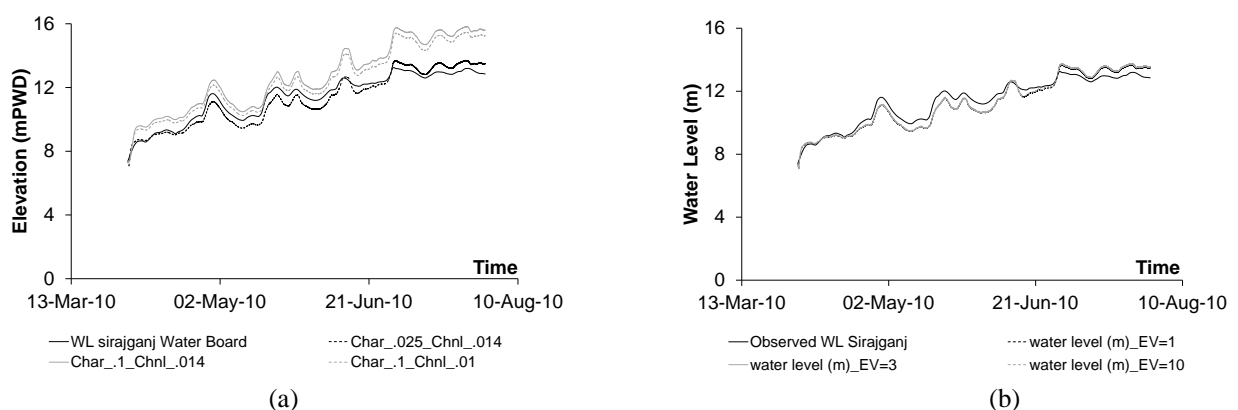 16
12
8
4
0
Elevation (mPWD)
Time
13-Mar-10 02-May-10 21-Jun-10 10-Aug-10
WL sirajganj Water Board Char_.025_Chnl_.014
Char_.1_Chnl_.014 Char_.1_Chnl_.01
(a)
16
12
8
4
0
Water Level (m)
Time
13-Mar-10 02-May-10 21-Jun-10 10-Aug-10
Observed WL Sirajganj water level (m)_EV=1
water level (m)_EV=3 water level (m)_EV=10
(b)